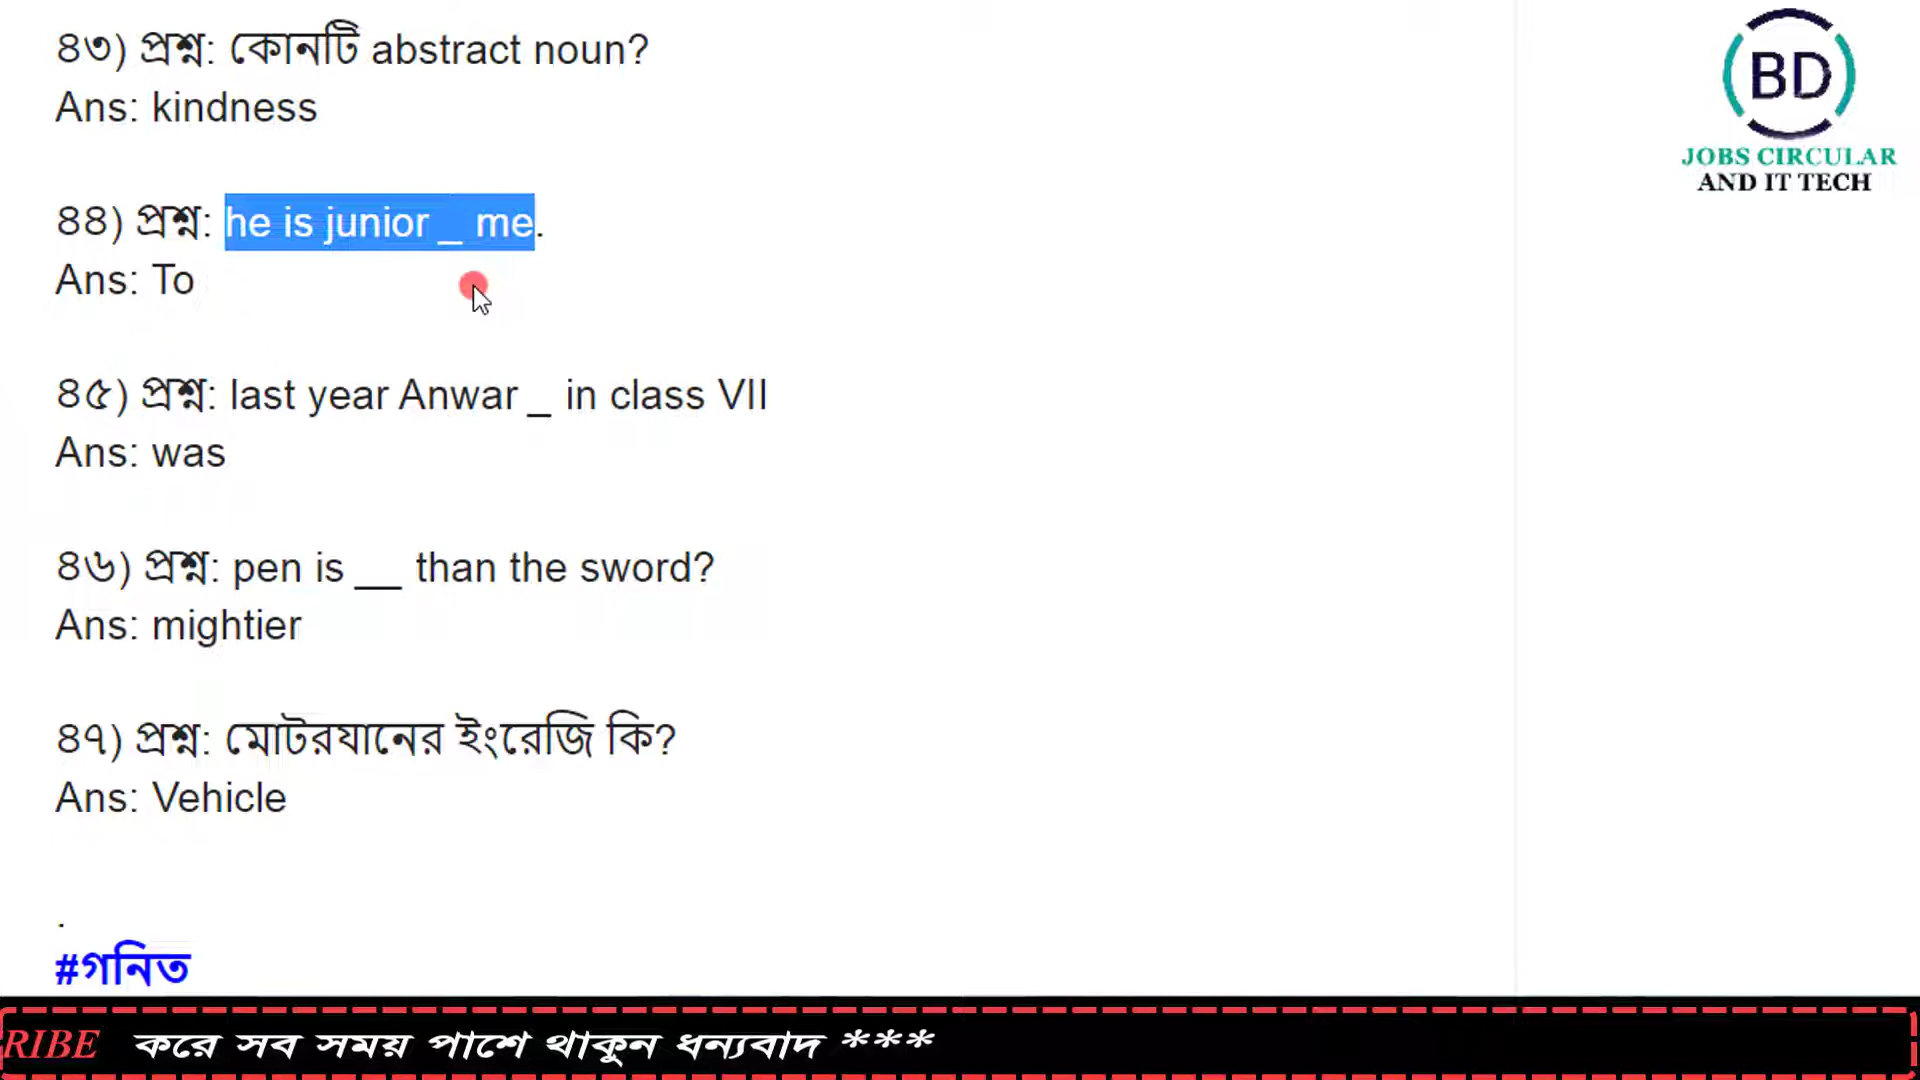 ৪৩) প্রশ্ন: কোনটি abstract noun?
Ans: kindness
৪৪) প্রশ্ন: he is junior _ me.
Ans: To
৪৫) প্রশ্ন: last year Anwar _ in class VII
Ans: was
৪৬) প্রশ্ন: pen is __ than the sword?
Ans: mightier
৪৭) প্রশ্ন: মোটরযানের ইংরেজি কি?
Ans: Vehicle
.
#গনিত
BD
JOBS CIRCULAR
AND IT TECH
RIBE করে সব সময় পাশে থাকুন ধন্যবাদ ***